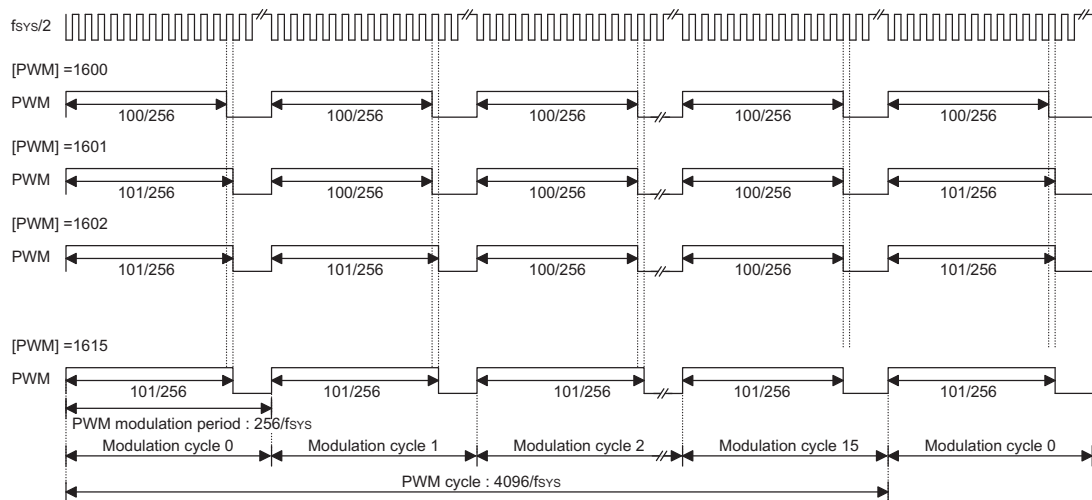 fSYS/2
[PWM] =1600
PWM
100/256 100/256 100/256 100/256 100/256
[PWM] =1601
PWM
101/256 100/256 100/256 100/256 101/256
[PWM] =1602
PWM
101/256 101/256 100/256 100/256 101/256
[PWM] =1615
PWM
101/256 101/256 101/256 101/256 101/256
PWM modulation period : 256/fSYS
Modulation cycle 0 Modulation cycle 1 Modulation cycle 2 Modulation cycle 15 Modulation cycle 0
PWM cycle : 4096/fSYS